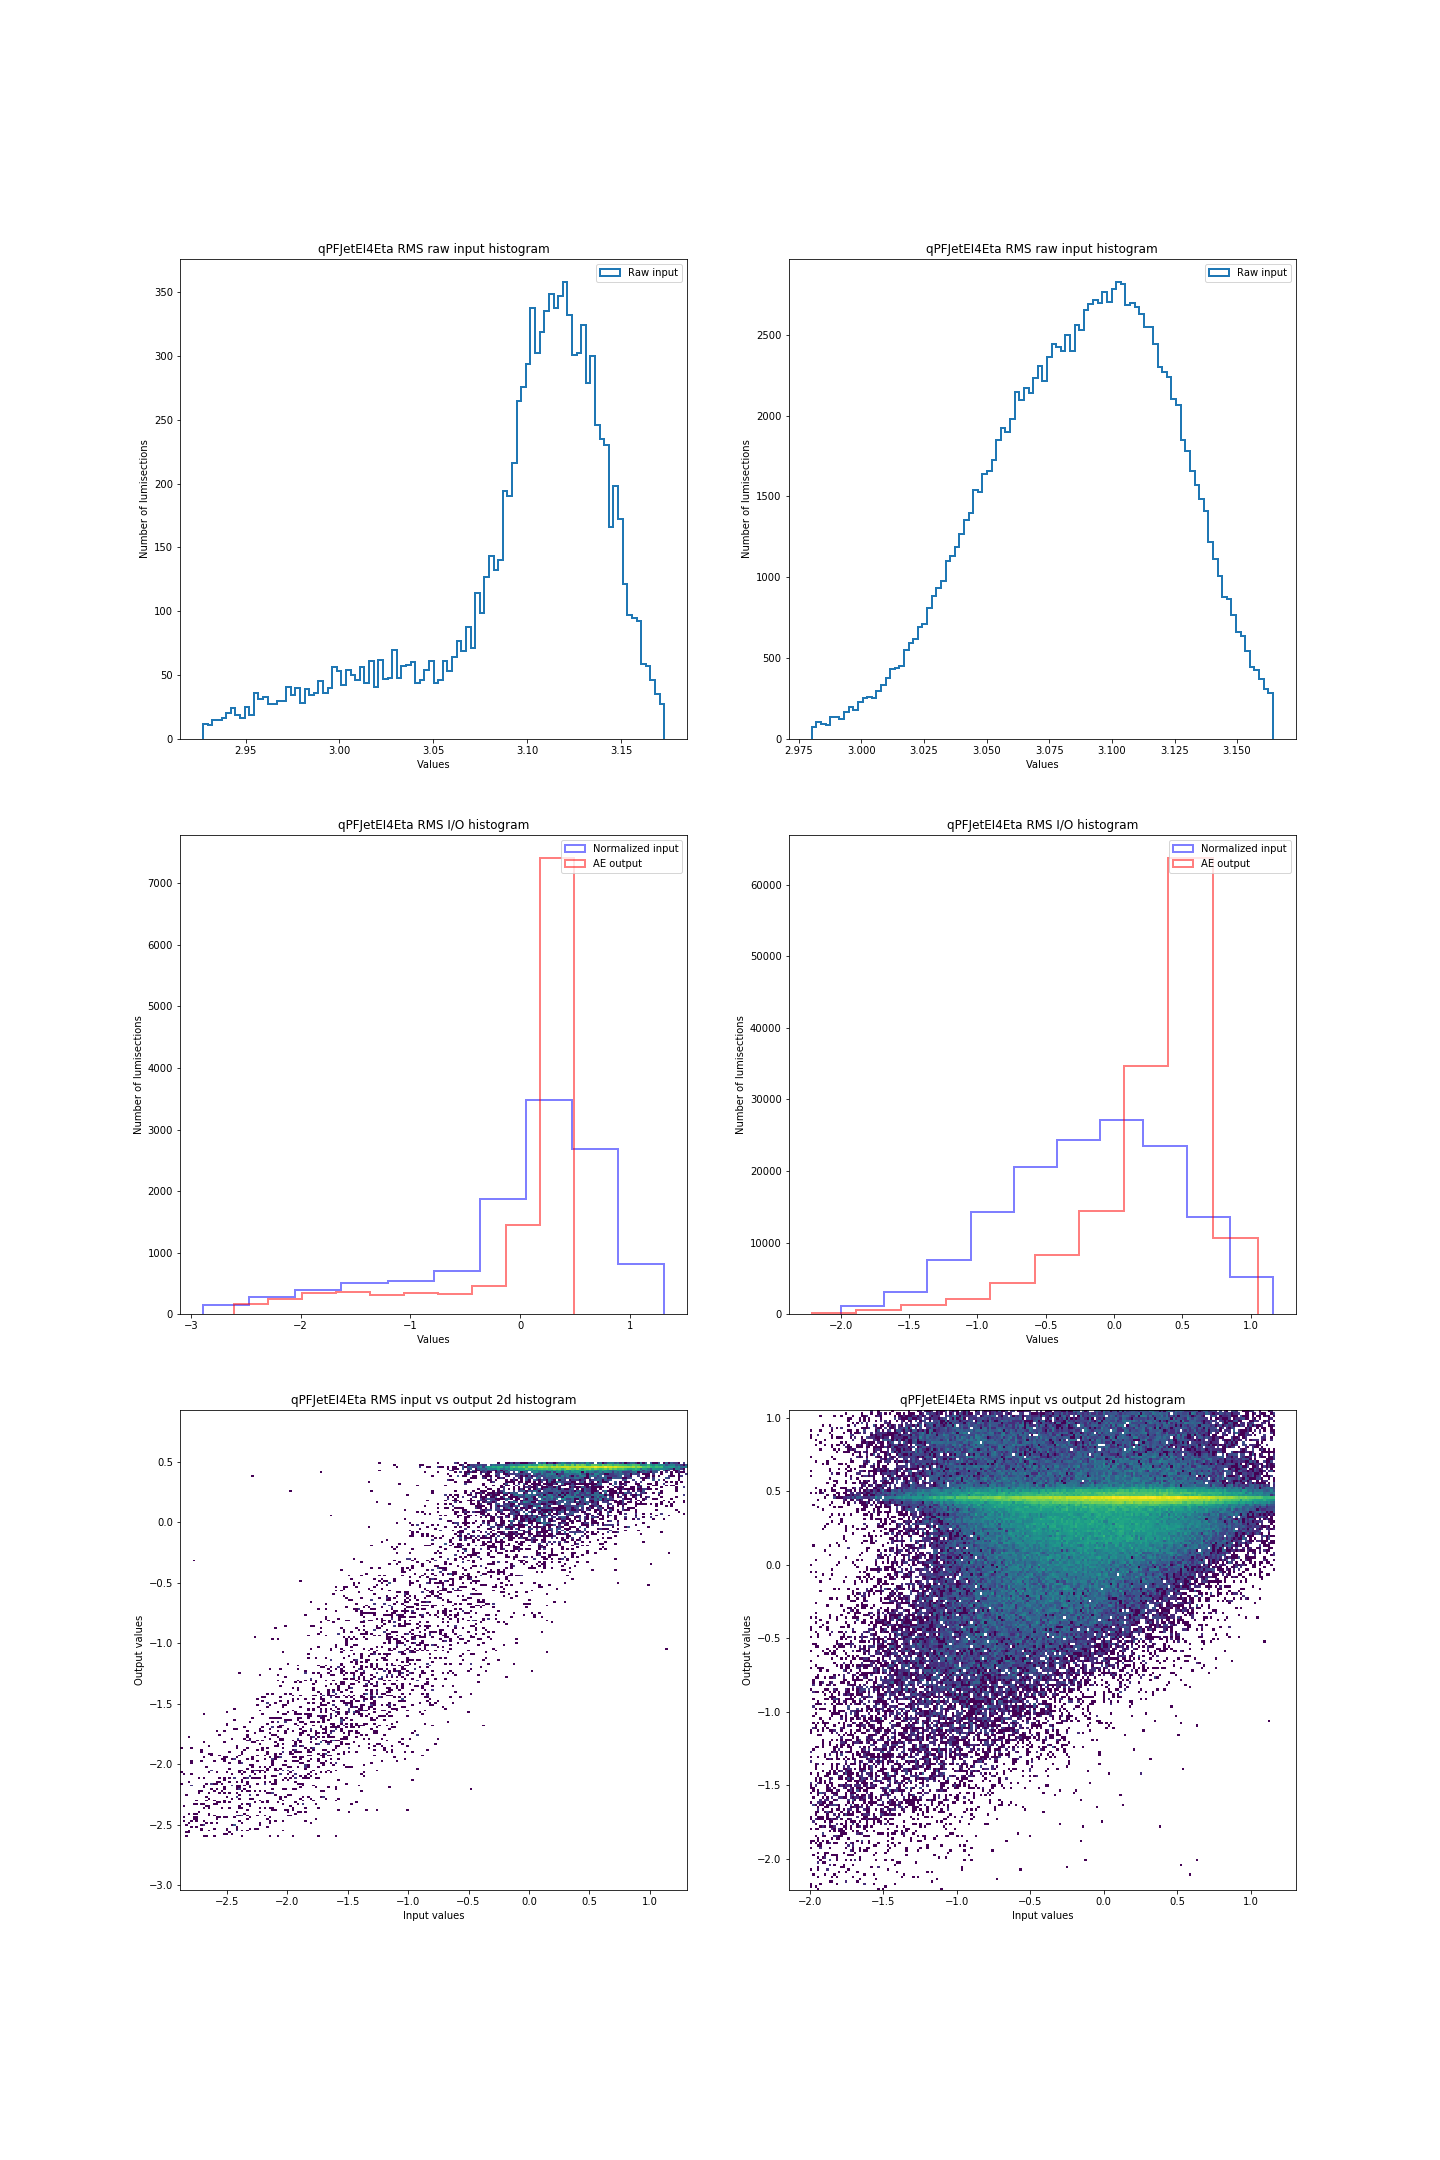 qPFJetEI4Eta RMS raw input histogram
Raw input
Number of lumisections
350
300
250
200
150
100
50
0
2.95 3.00 3.05 3.10 3.15
Values
qPFJetEI4Eta RMS raw input histogram
Raw input
Number of lumisections
2500
2000
1500
1000
500
0
2.975 3.000 3.025 3.050 3.075 3.100 3.125 3.150
Values
qPFJetEI4Eta RMS I/O histogram
Normalized input
AE output
Number of lumisections
7000
6000
5000
4000
3000
2000
1000
0
−3 −2 −1 0 1
Values
qPFJetEI4Eta RMS I/O histogram
Normalized input
AE output
Number of lumisections
60000
50000
40000
30000
20000
10000
0
−2.0 −1.5 −1.0 −0.5 0.0 0.5 1.0
Values
qPFJetEI4Eta RMS input vs output 2d histogram
Output values
0.5
0.0
−0.5
−1.0
−1.5
−2.0
−2.5
−3.0
−2.5 −2.0 −1.5 −1.0 −0.5 0.0 0.5 1.0
Input values
qPFJetEI4Eta RMS input vs output 2d histogram
Output values
1.0
0.5
0.0
−0.5
−1.0
−1.5
−2.0
−2.0 −1.5 −1.0 −0.5 0.0 0.5 1.0
Input values